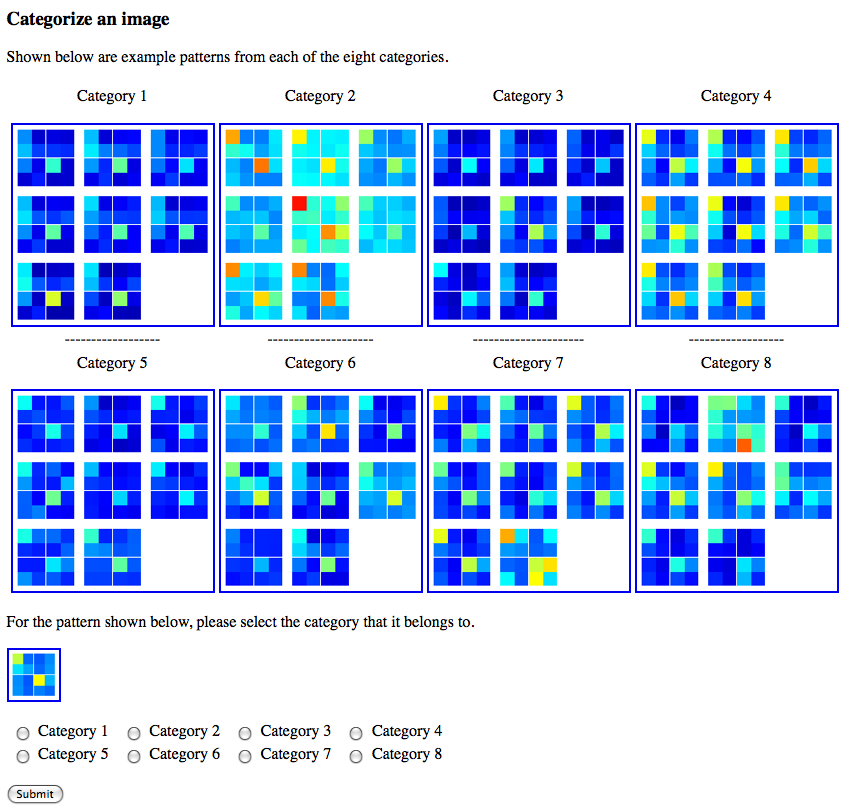 Categorize an image
Shown below are example patterns from each of the eight categories.
Category 1 Category 2 Category 3 Category 4
------------------ -------------------- --------------------- ------------------
Category 5 Category 6 Category 7 Category 8
For the pattern shown below, please select the category that it belongs to.
Category 1 Category 2 Category 3 Category 4
Category 5 Category 6 Category 7 Category 8
Submit